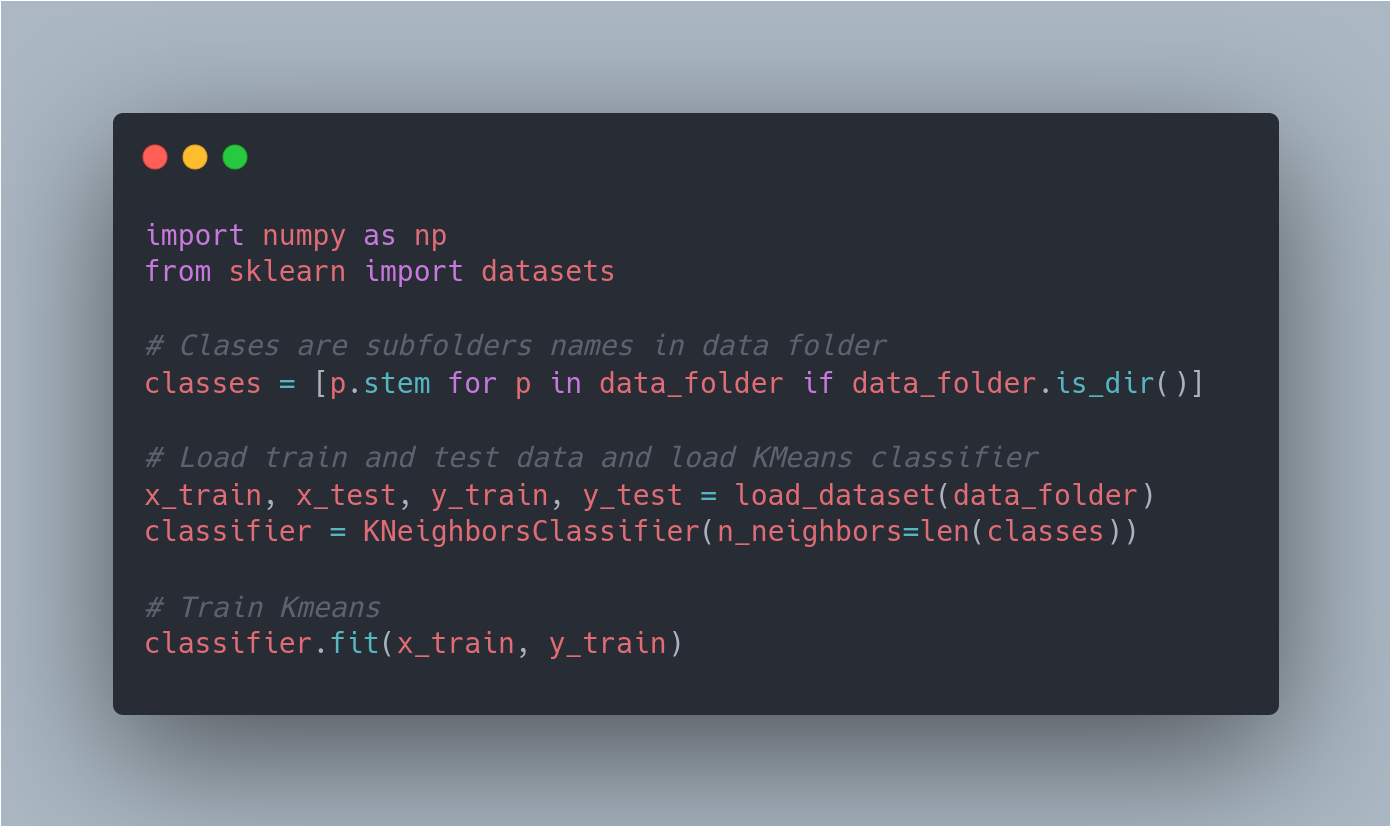 import numpy as np
from sklearn import datasets
# Clases are subfolders names in data folder
classes = [p.stem for p in data_folder if data_folder.is_dir()]
# Load train and test data and load KMeans classifier
x_train, x_test, y_train, y_test = load_dataset(data_folder)
classifier = KNeighborsClassifier(n_neighbors=len(classes))
# Train Kmeans
classifier.fit(x_train, y_train)